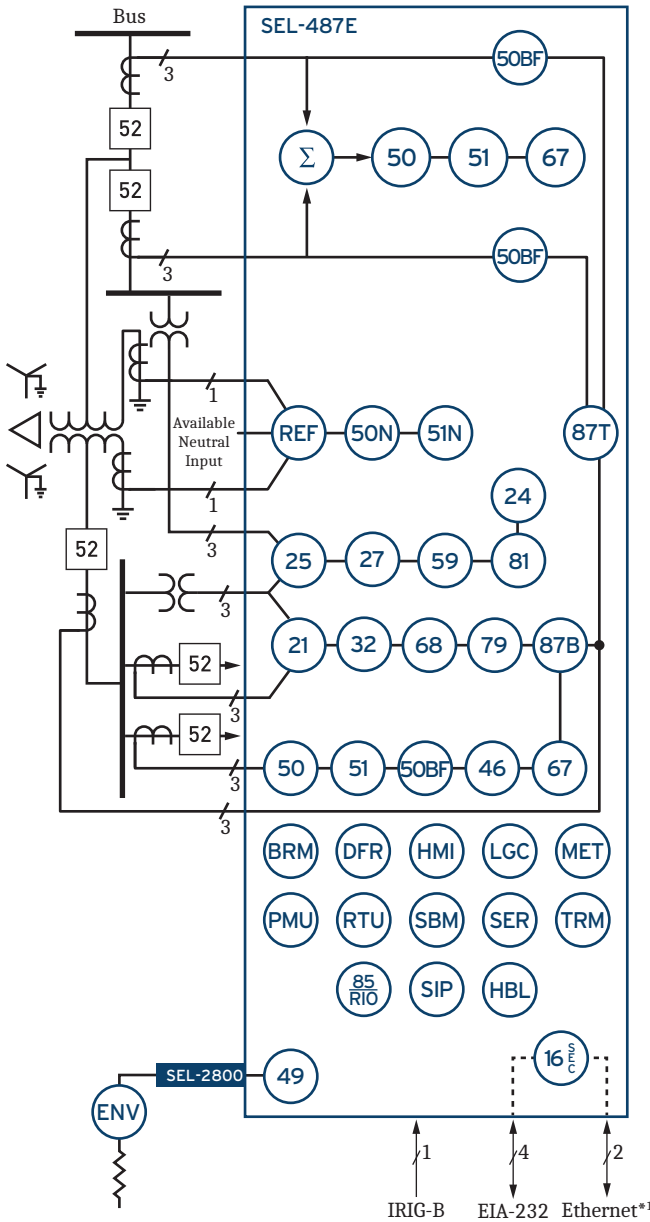 Bus
SEL-487E
3
50BF
52
Σ
50
51
67
52
3
50BF
1
Available
Neutral
Input
REF
50N
51N
87T
1
24
3
25
27
59
81
52
3
21
32
68
79
87B
52
3
52
3
50
51
50BF
46
67
3
BRM
DFR
HMI
LGC
MET
PMU
RTU
SBM
SER
TRM
85
RIO
SIP
HBL
16 SEC
SEL-2800
49
ENV
1
4
2
IRIG-B
EIA-232
Ethernet*1